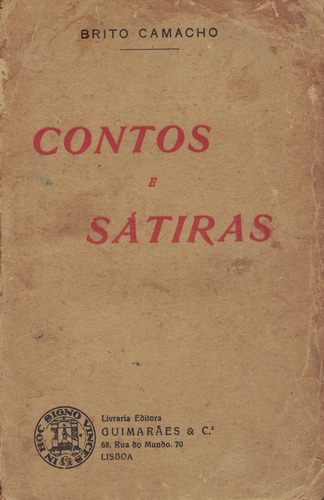 BRITO CAMACHO
CONTOS
E
SÁTIRAS
IN HOC SIGNO VINCES
Livraria Editora
GUIMARÃES & C.ª
68, Rua do Mundo, 70
LISBOA